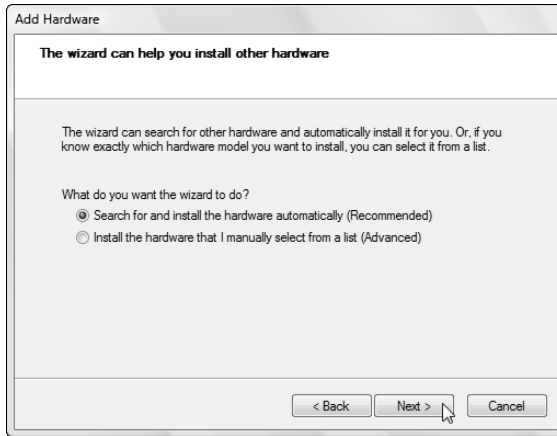 Add Hardware
The wizard can help you install other hardware
The wizard can search for other hardware and automatically install it for you. Or, if you
know exactly which hardware model you want to install, you can select it from a list.
What do you want the wizard to do?
Search for and install the hardware automatically (Recommended)
Install the hardware that I manually select from a list (Advanced)
< Back Next > Cancel